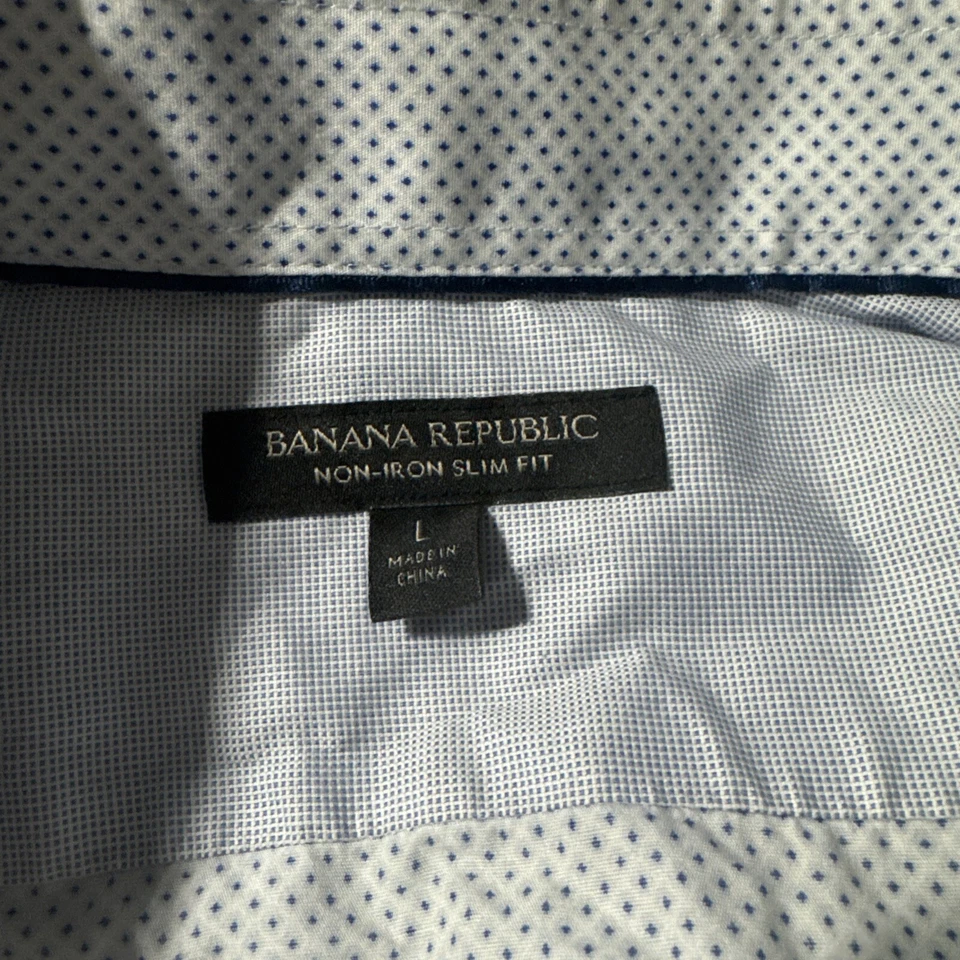 BANANA REPUBLIC
NON-IRON SLIM FIT
L
MADE IN
CHINA